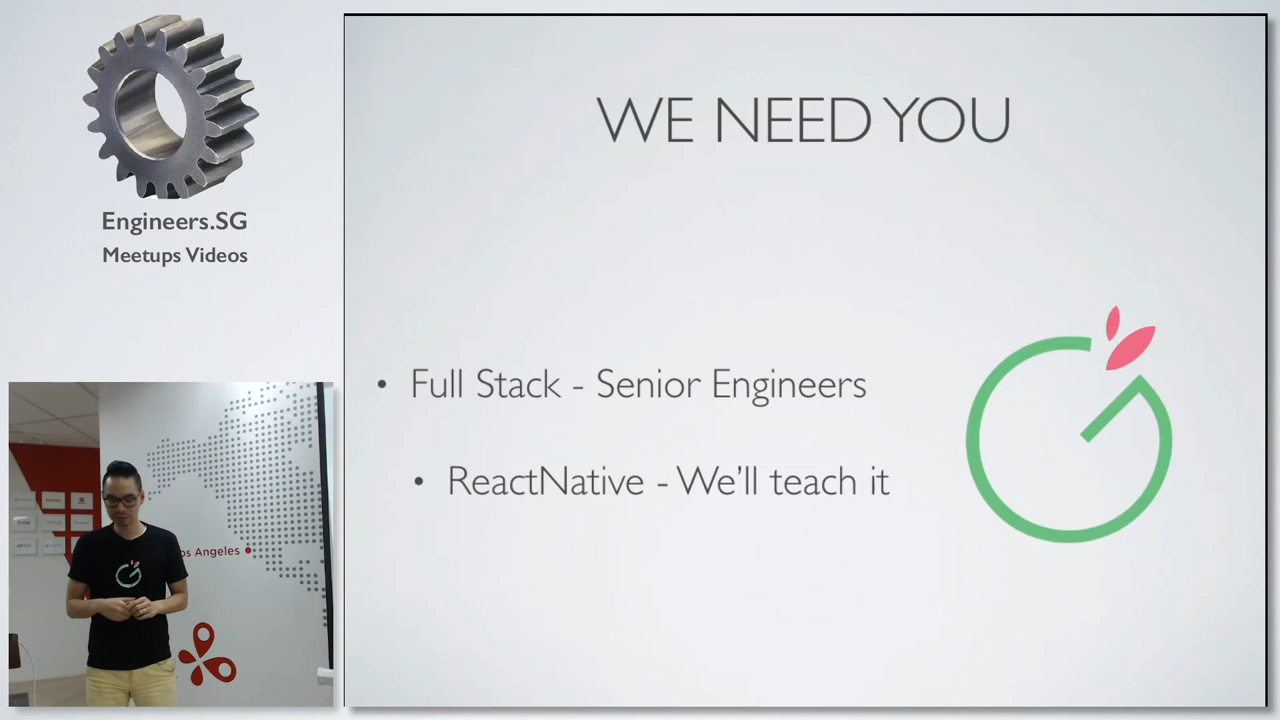 Engineers.SG
Meetups Videos
WE NEED YOU
• Full Stack - Senior Engineers
• ReactNative - We'll teach it
os Angeles